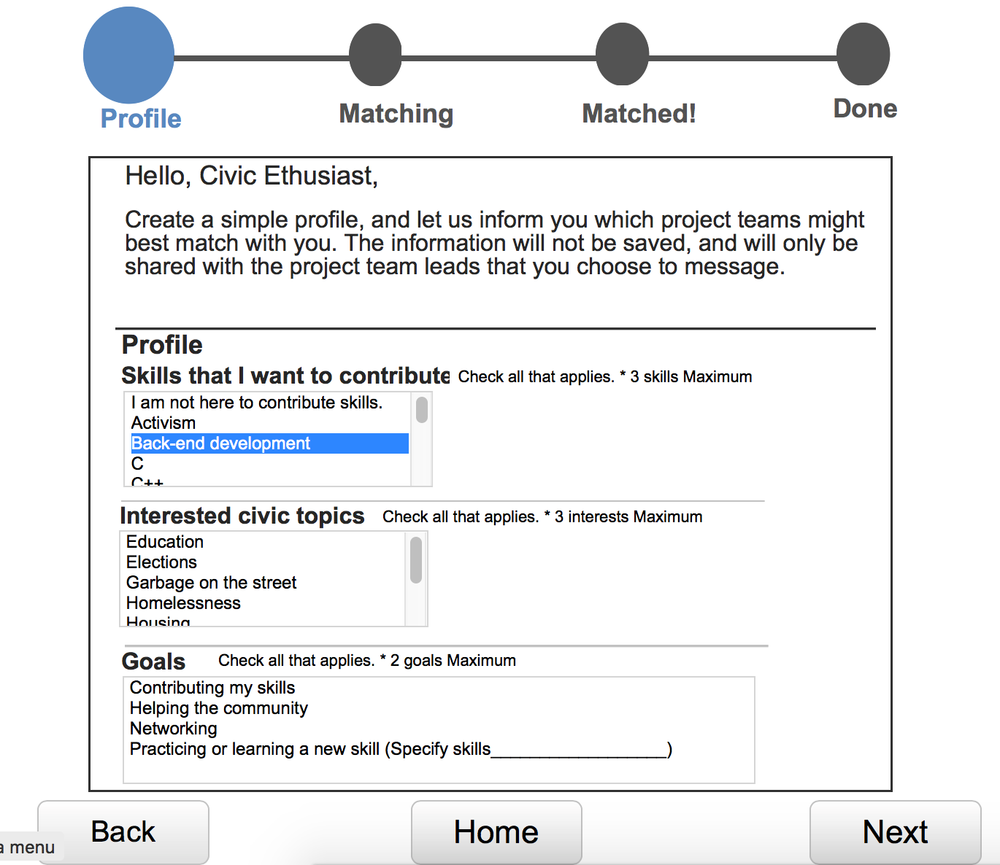 Profile
Matching
Matched!
Done
Hello, Civic Ethusiast,
Create a simple profile, and let us inform you which project teams might
best match with you. The information will not be saved, and will only be
shared with the project team leads that you choose to message.
Profile
Skills that I want to contribute Check all that applies. * 3 skills Maximum
I am not here to contribute skills.
Activism
Back-end development
C
C++
Interested civic topics Check all that applies. * 3 interests Maximum
Education
Elections
Garbage on the street
Homelessness
Housing
Goals Check all that applies. * 2 goals Maximum
Contributing my skills
Helping the community
Networking
Practicing or learning a new skill (Specify skills__________________)
Back
Home
Next
a menu